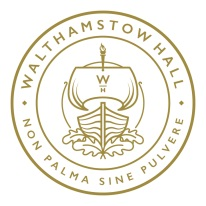 WALTHAMSTOW HALL
W
H
NON PALMA SINE PULVERE